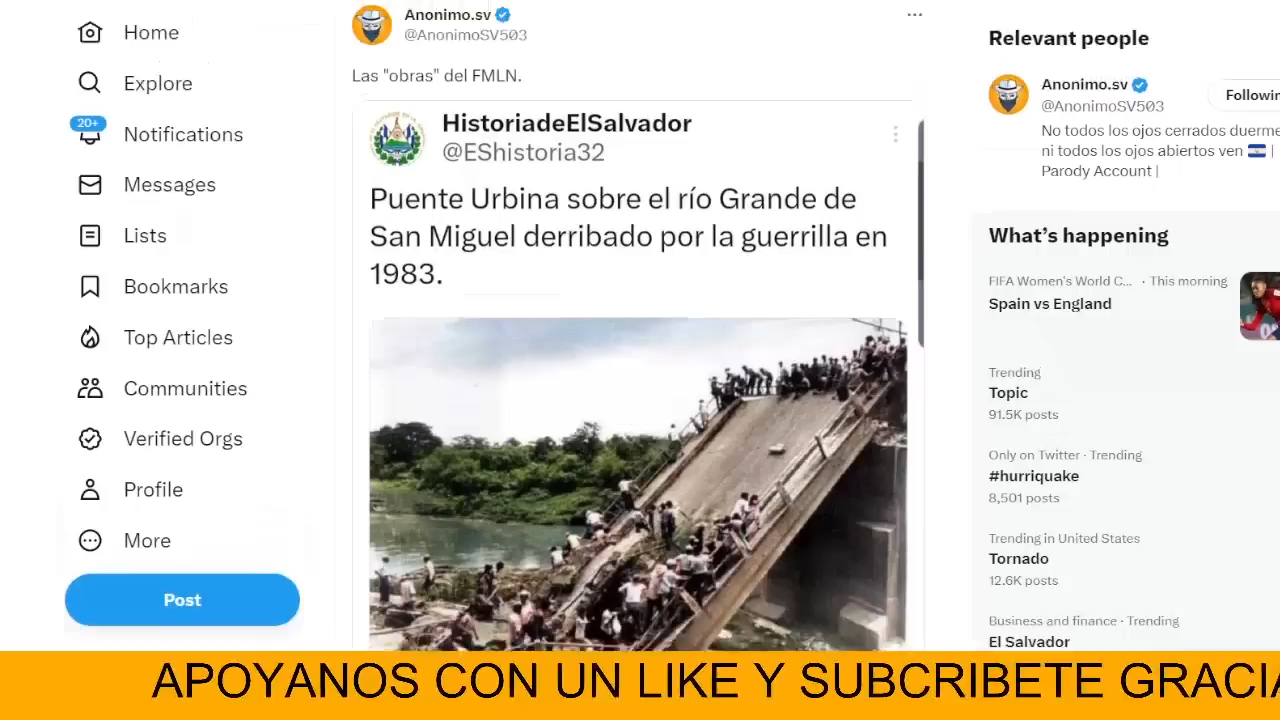 Home
Explore
20+
Notifications
Messages
Lists
Bookmarks
Top Articles
Communities
Verified Orgs
Profile
More
Post
Anonimo.sv
@AnonimoSV503
Las "obras" del FMLN.
HistoriadeElSalvador
@EShistoria32
Puente Urbina sobre el río Grande de
San Miguel derribado por la guerrilla en
1983.
Relevant people
Anonimo.sv
@AnonimoSV503
Followin
No todos los ojos cerrados duerme
ni todos los ojos abiertos ven |
Parody Account |
What's happening
FIFA Women's World C... · This morning
Spain vs England
Trending
Topic
91.5K posts
Only on Twitter · Trending
#hurriquake
8,501 posts
Trending in United States
Tornado
12.6K posts
Business and finance · Trending
El Salvador
APOYANOS CON UN LIKE Y SUBCRIBETE GRACIA